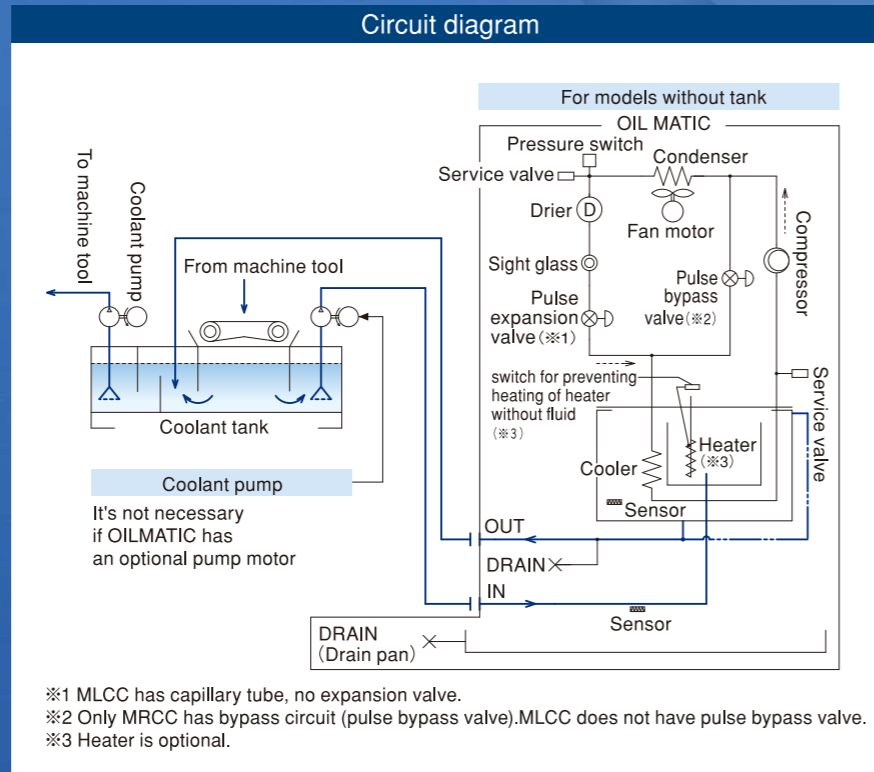 Circuit diagram
For models without tank
OIL MATIC
Pressure switch
Service valve
Condenser
Drier
D
Fan motor
Compressor
Sight glass
Pulse
bypass
valve(※2)
Pulse
expansion
valve(※1)
To machine tool
Coolant pump
From machine tool
Coolant tank
switch for preventing
heating of heater
without fluid
(※3)
Service valve
Heater
(※3)
Cooler
Sensor
Coolant pump
It's not necessary
if OILMATIC has
an optional pump motor
OUT
DRAIN
IN
Sensor
DRAIN
(Drain pan)
※1 MLCC has capillary tube, no expansion valve.
※2 Only MRCC has bypass circuit (pulse bypass valve).MLCC does not have pulse bypass valve.
※3 Heater is optional.